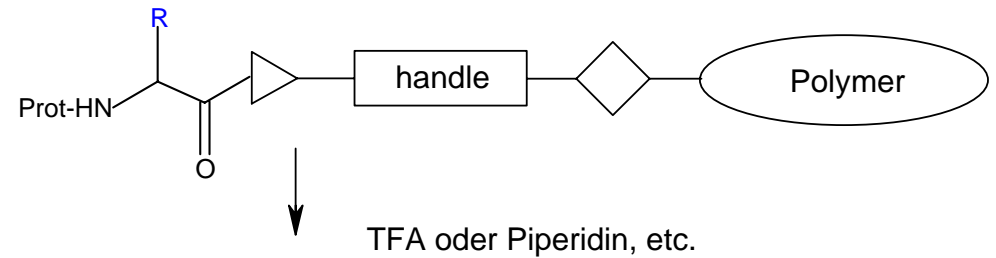 R
handle
Polymer
Prot-HN
O
TFA oder Piperidin, etc.